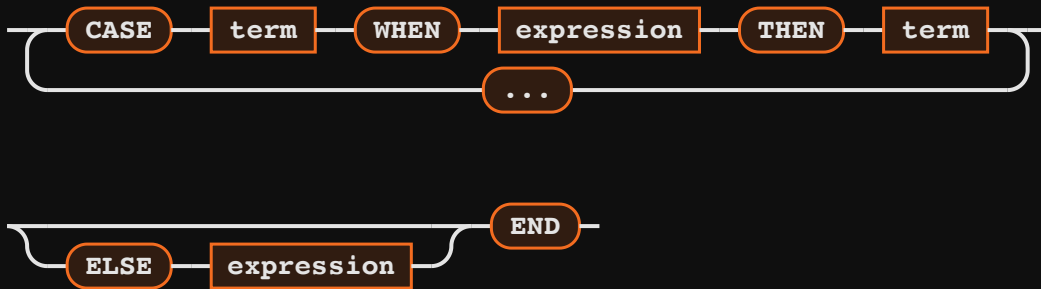 CASE term WHEN expression THEN term
...
END
ELSE expression